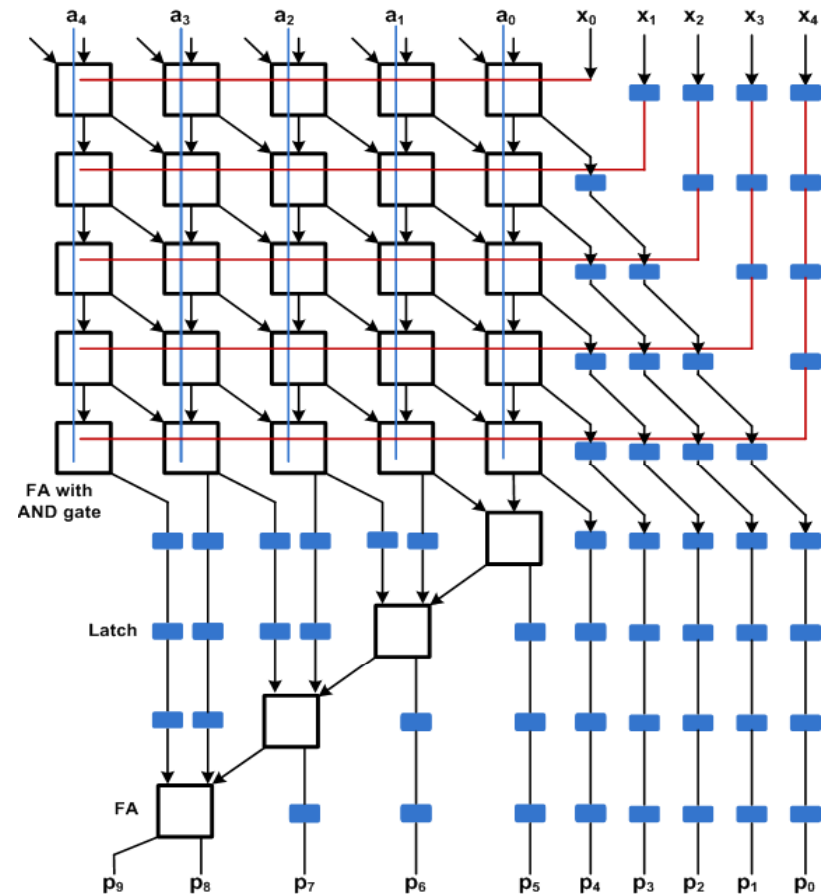 a₄ a₃ a₂ a₁ a₀ x₀ x₁ x₂ x₃ x₄
FA with
AND gate
Latch
FA
p₉ p₈ p₇ p₆ p₅ p₄ p₃ p₂ p₁ p₀